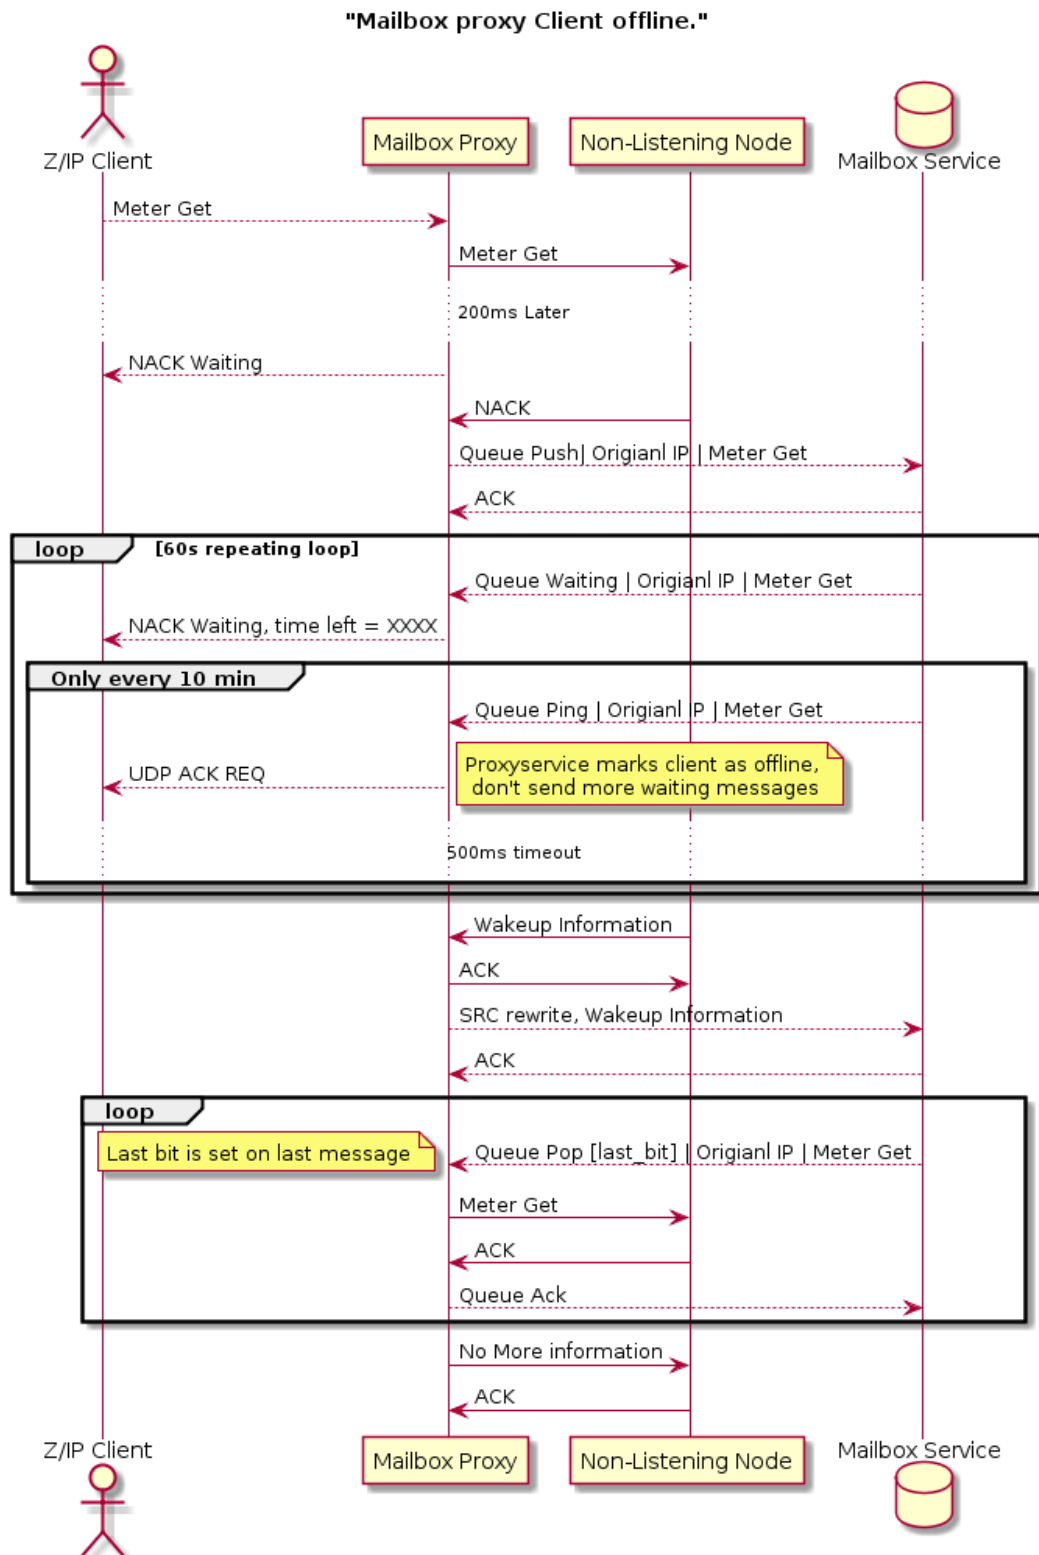 "Mailbox proxy Client offline."
Z/IP Client
Mailbox Proxy
Non-Listening Node
Mailbox Service
Meter Get
Meter Get
200ms Later
NACK Waiting
NACK
Queue Push| Origianl IP | Meter Get
ACK
loop [60s repeating loop]
Queue Waiting | Origianl IP | Meter Get
NACK Waiting, time left = XXXX
Only every 10 min
Queue Ping | Origianl IP | Meter Get
UDP ACK REQ
Proxyservice marks client as offline,
don't send more waiting messages
500ms timeout
Wakeup Information
ACK
SRC rewrite, Wakeup Information
ACK
loop
Last bit is set on last message
Queue Pop [last_bit] | Origianl IP | Meter Get
Meter Get
ACK
Queue Ack
No More information
ACK
Z/IP Client
Mailbox Proxy
Non-Listening Node
Mailbox Service